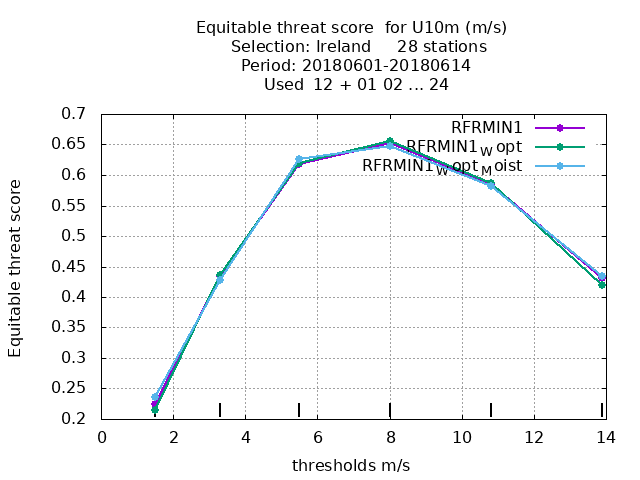 Equitable threat score  for U10m (m/s)
Selection: Ireland     28 stations
Period: 20180601-20180614
Used  12 + 01 02 ... 24
0.7
0.65
0.6
0.55
0.5
0.45
0.4
0.35
0.3
0.25
0.2
Equitable threat score
RFRMIN1
RFRMIN1Wopt
RFRMIN1WoptMoist
0 2 4 6 8 10 12 14
thresholds m/s